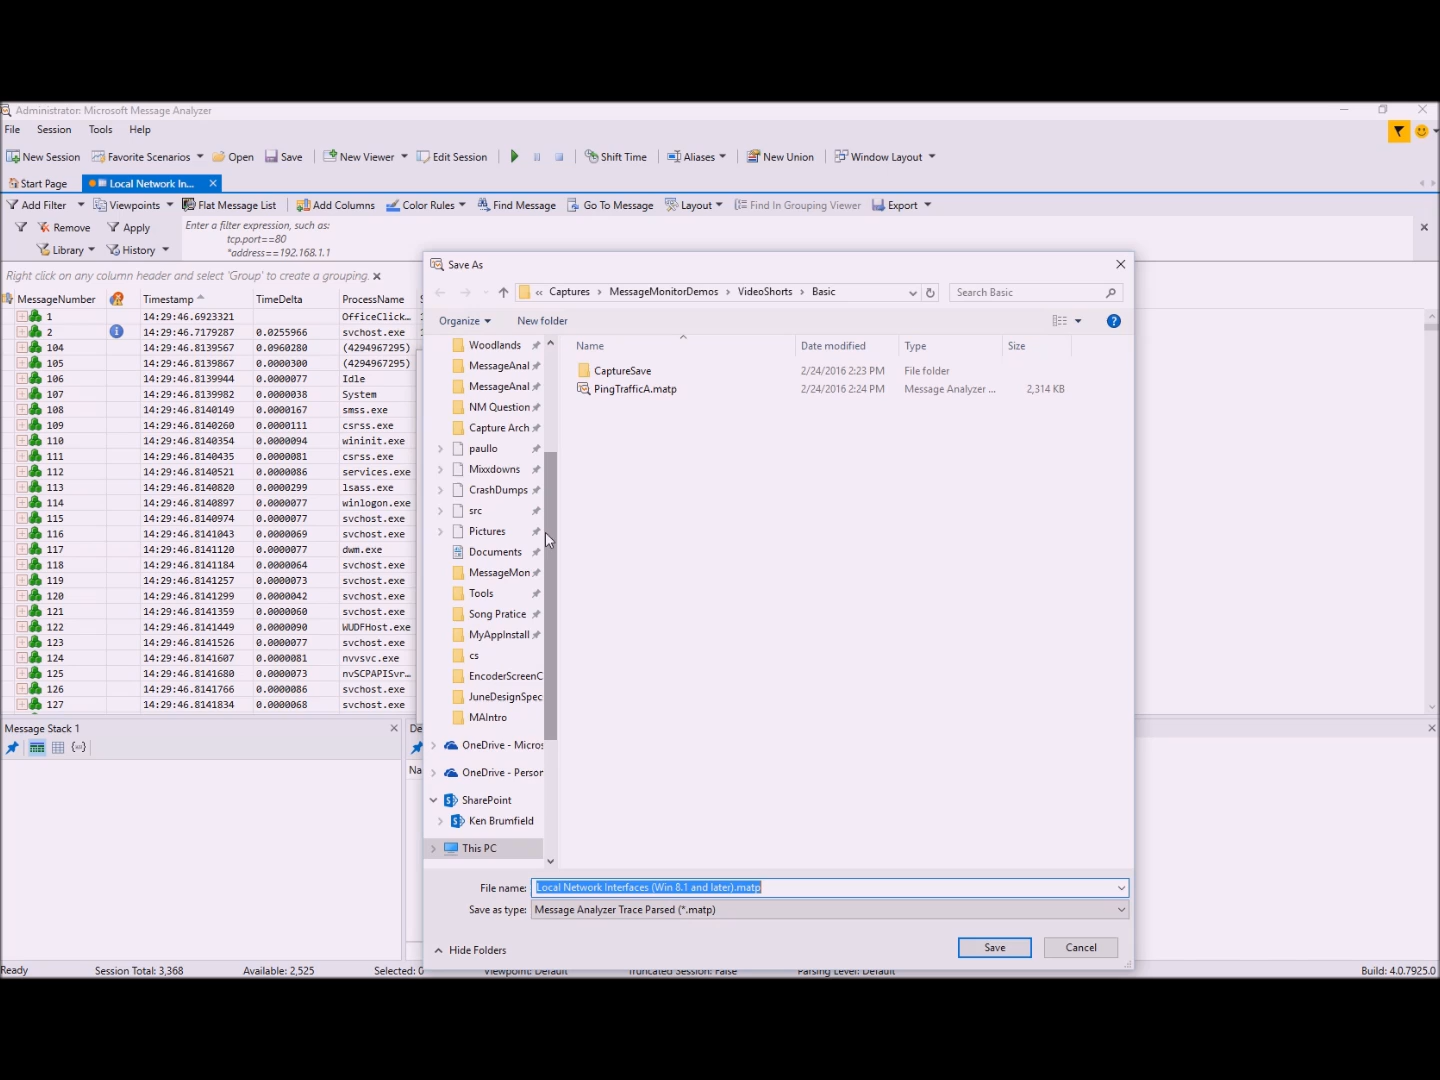 Administrator: Microsoft Message Analyzer
File Session Tools Help
New Session Favorite Scenarios Open Save New Viewer Edit Session Shift Time Aliases New Union Window Layout
Start Page Local Network In...
Add Filter Viewpoints Flat Message List Add Columns Color Rules Find Message Go To Message Layout Find In Grouping Viewer Export
Remove Apply
Library History
Enter a filter expression, such as:
tcp.port==80
*address==192.168.1.1
Right click on any column header and select 'Group' to create a grouping.
MessageNumber Timestamp TimeDelta ProcessName
1 14:29:46.6923321 OfficeClick...
2 14:29:46.7179287 0.0255966 svchost.exe
104 14:29:46.8139567 0.0960280 (4294967295)
105 14:29:46.8139867 0.0000300 (4294967295)
106 14:29:46.8139944 0.0000077 Idle
107 14:29:46.8139982 0.0000038 System
108 14:29:46.8140149 0.0000167 smss.exe
109 14:29:46.8140260 0.0000111 csrss.exe
110 14:29:46.8140354 0.0000094 wininit.exe
111 14:29:46.8140435 0.0000081 csrss.exe
112 14:29:46.8140521 0.0000086 services.exe
113 14:29:46.8140820 0.0000299 lsass.exe
114 14:29:46.8140897 0.0000077 winlogon.exe
115 14:29:46.8140974 0.0000077 svchost.exe
116 14:29:46.8141043 0.0000069 svchost.exe
117 14:29:46.8141120 0.0000077 dwm.exe
118 14:29:46.8141184 0.0000064 svchost.exe
119 14:29:46.8141257 0.0000073 svchost.exe
120 14:29:46.8141299 0.0000042 svchost.exe
121 14:29:46.8141359 0.0000060 svchost.exe
122 14:29:46.8141449 0.0000090 WUDFHost.exe
123 14:29:46.8141526 0.0000077 svchost.exe
124 14:29:46.8141607 0.0000081 nvvsvc.exe
125 14:29:46.8141680 0.0000073 nvSCPAPISvr...
126 14:29:46.8141766 0.0000086 svchost.exe
127 14:29:46.8141834 0.0000068 svchost.exe
Message Stack 1
De
Na
Save As
« Captures › MessageMonitorDemos › VideoShorts › Basic
Search Basic
Organize New folder
Woodlands
MessageAnal
MessageAnal
NM Question
Capture Arch
paullo
Mixxdowns
CrashDumps
src
Pictures
Documents
MessageMon
Tools
Song Pratice
MyAppInstall
cs
EncoderScreenC
JuneDesignSpec
MAIntro
OneDrive - Micros
OneDrive - Person
SharePoint
Ken Brumfield
This PC
Name Date modified Type Size
CaptureSave 2/24/2016 2:23 PM File folder
PingTrafficA.matp 2/24/2016 2:24 PM Message Analyzer ... 2,314 KB
File name: Local Network Interfaces (Win 8.1 and later).matp
Save as type: Message Analyzer Trace Parsed (*.matp)
Hide Folders Save Cancel
Ready Session Total: 3,368 Available: 2,525 Selected: 0 Viewpoint: Default Truncated Session: False Parsing Level: Default Build: 4.0.7925.0